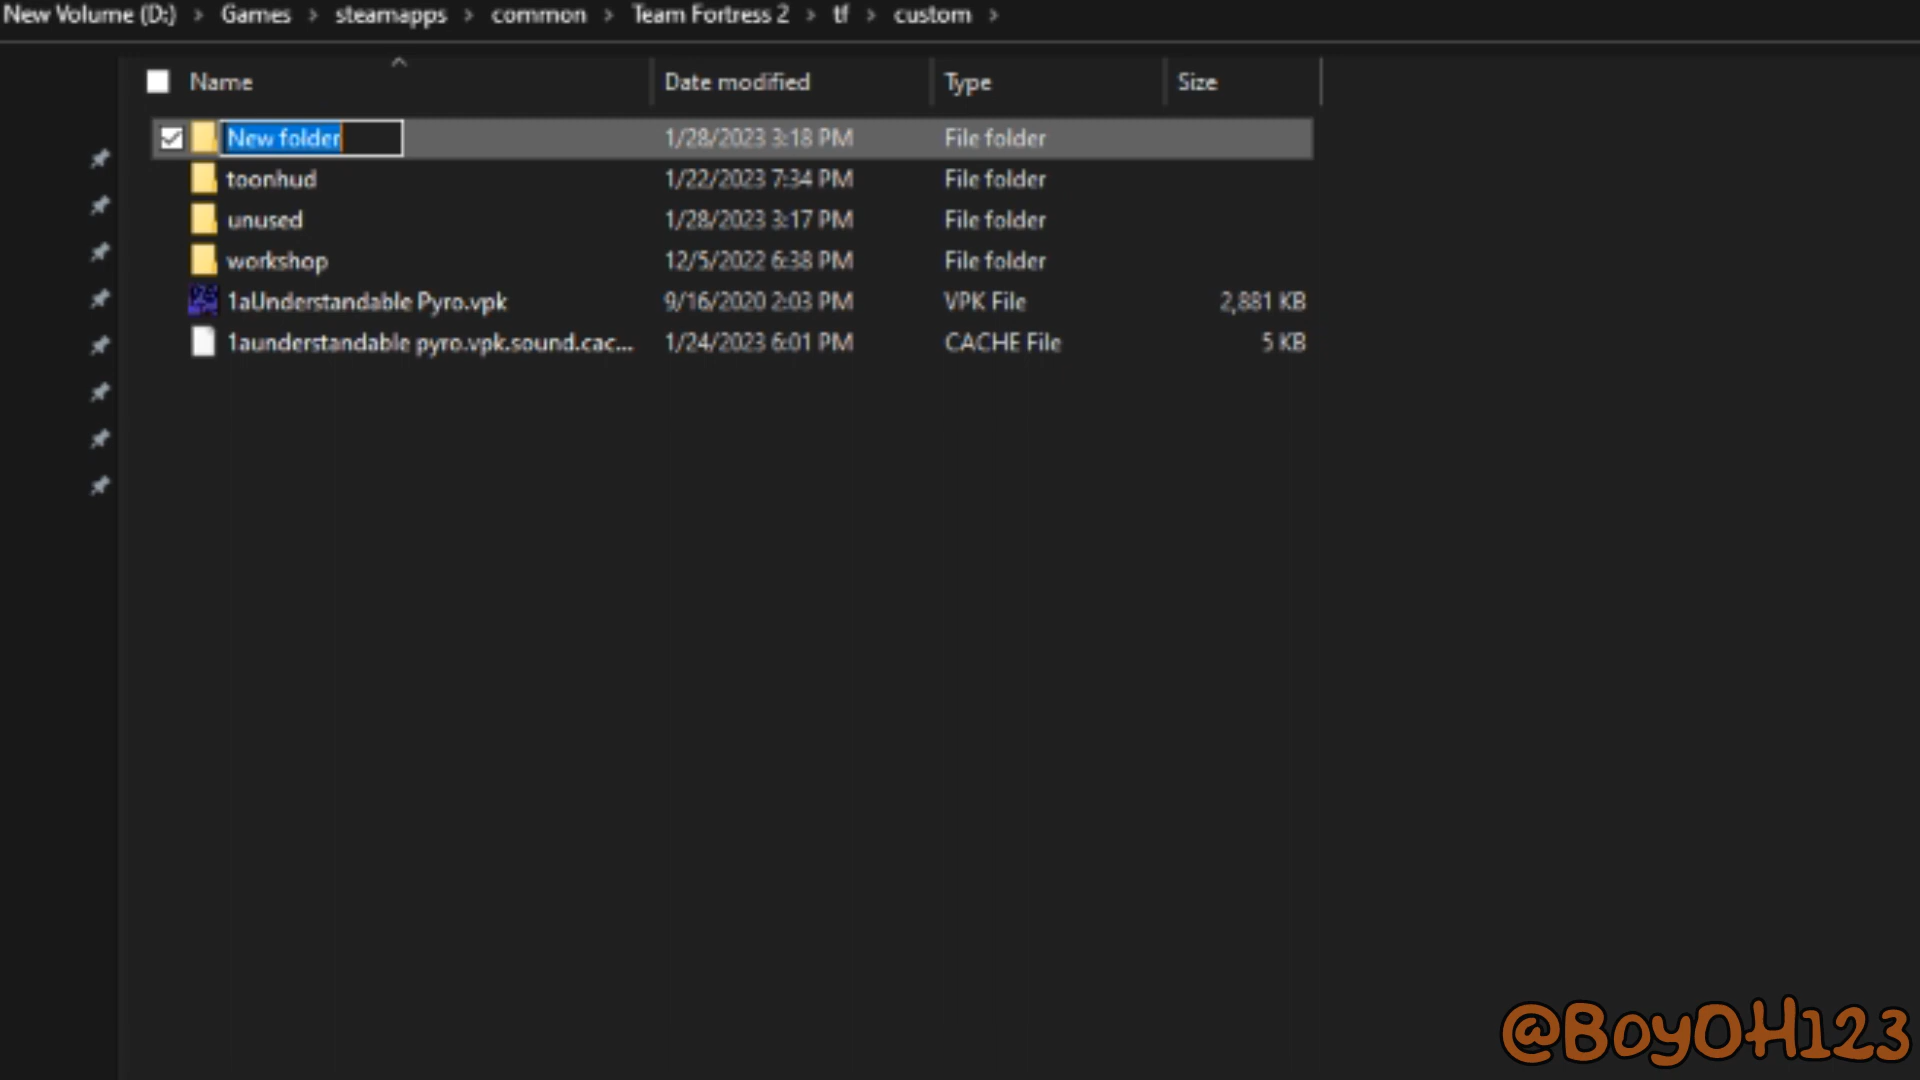 New Volume (D:) > Games > steamapps > common > Team Fortress 2 > tf > custom >
Name Date modified Type Size
New folder 1/28/2023 3:18 PM File folder
toonhud 1/22/2023 7:34 PM File folder
unused 1/28/2023 3:17 PM File folder
workshop 12/5/2022 6:38 PM File folder
1aUnderstandable Pyro.vpk 9/16/2020 2:03 PM VPK File 2,881 KB
1aunderstandable pyro.vpk.sound.cac... 1/24/2023 6:01 PM CACHE File 5 KB
@BoyOH123